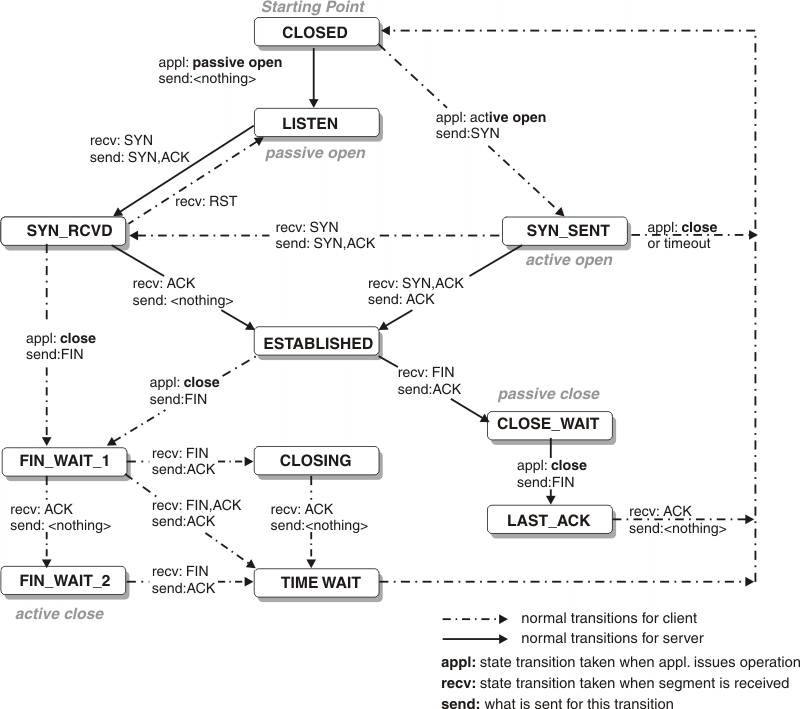 Starting Point
CLOSED
appl: passive open
send:<nothing>
appl: active open
send:SYN
LISTEN
passive open
recv: SYN
send: SYN,ACK
recv: RST
SYN_RCVD
recv: SYN
send: SYN,ACK
SYN_SENT
active open
appl: close
or timeout
recv: ACK
send: <nothing>
recv: SYN,ACK
send: ACK
appl: close
send:FIN
ESTABLISHED
appl: close
send:FIN
recv: FIN
send:ACK
passive close
CLOSE_WAIT
FIN_WAIT_1
recv: FIN
send:ACK
CLOSING
appl: close
send:FIN
recv: ACK
send: <nothing>
recv: FIN,ACK
send:ACK
recv: ACK
send:<nothing>
LAST_ACK
recv: ACK
send:<nothing>
FIN_WAIT_2
active close
recv: FIN
send:ACK
TIME WAIT
normal transitions for client
normal transitions for server
appl: state transition taken when appl. issues operation
recv: state transition taken when segment is received
send: what is sent for this transition